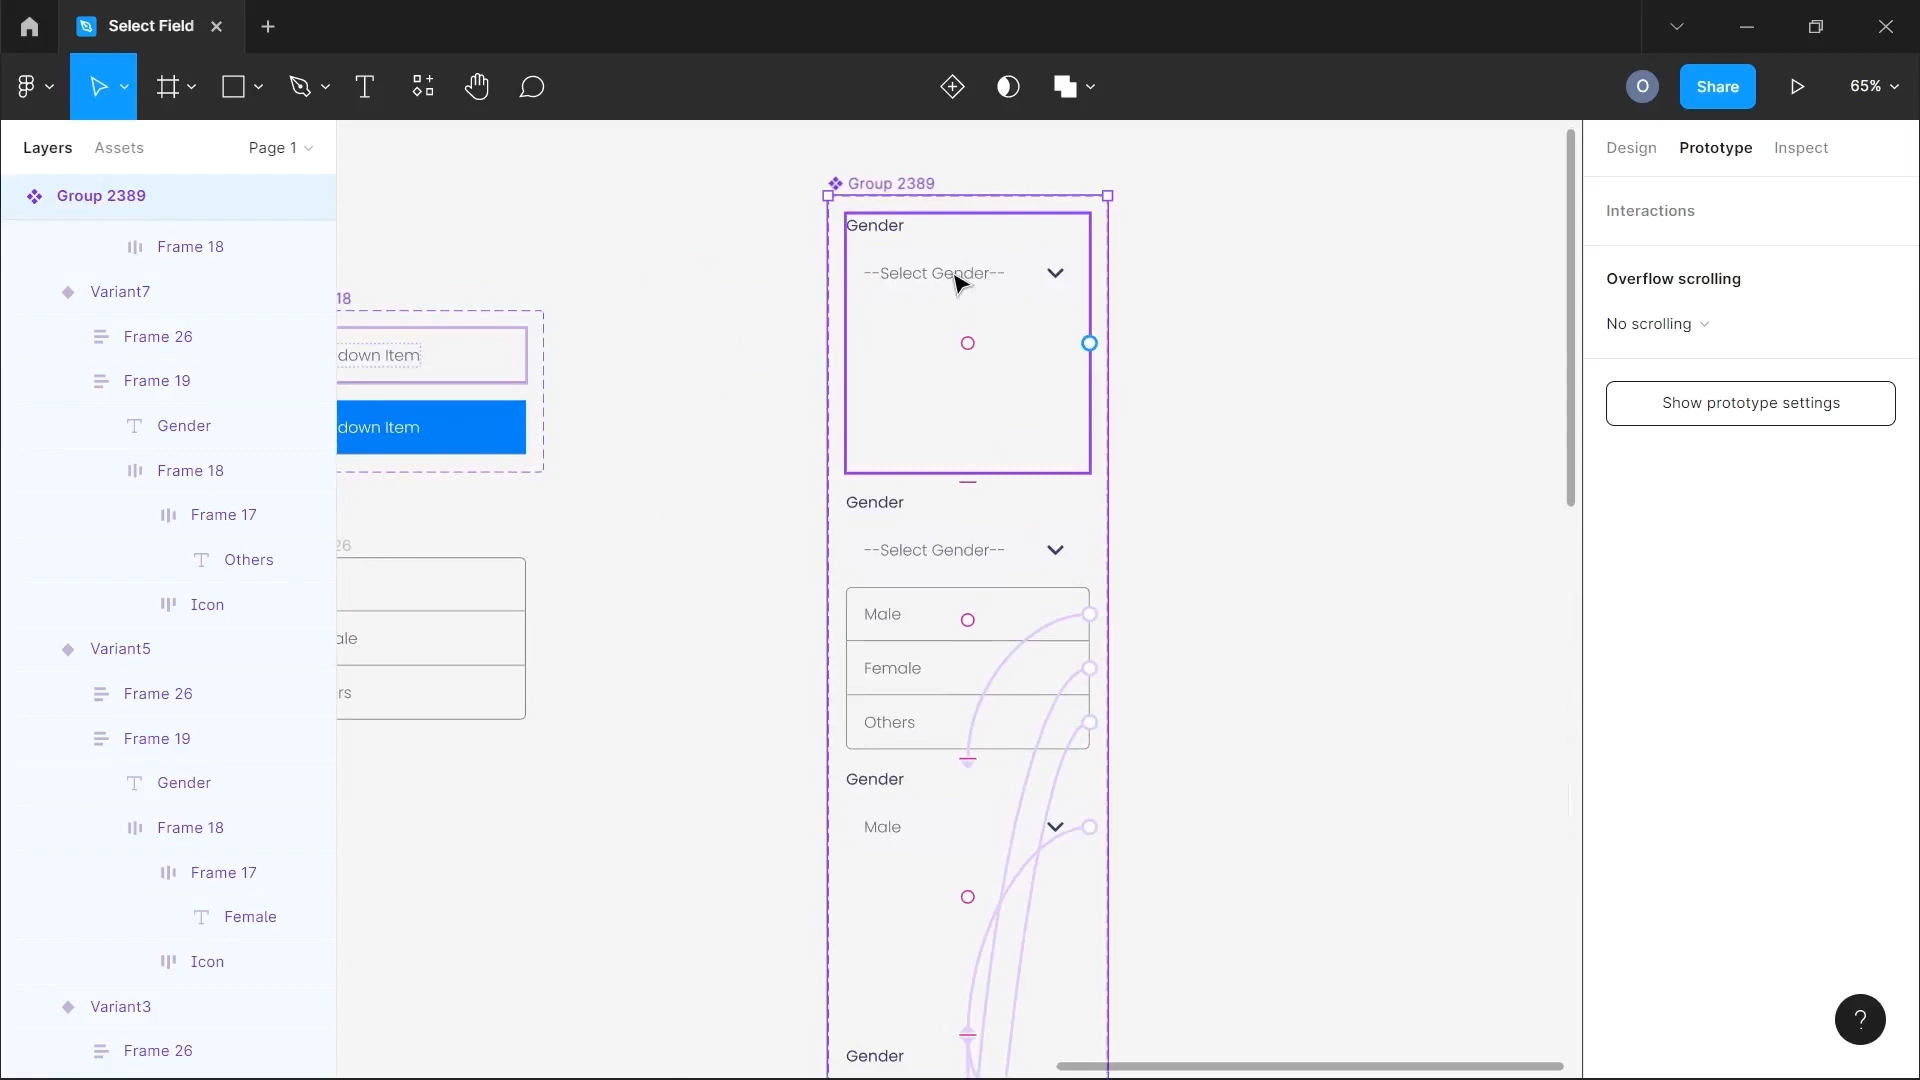 Select Field
Share
65%
Layers
Assets
Page 1
Design
Prototype
Inspect
Group 2389
Frame 18
Variant7
Frame 26
Frame 19
Gender
Frame 18
Frame 17
Others
Icon
Variant5
Frame 26
Frame 19
Gender
Frame 18
Frame 17
Female
Icon
Variant3
Frame 26
18
down Item
down Item
26
ale
rs
Group 2389
Gender
--Select Gender--
Gender
--Select Gender--
Male
Female
Others
Gender
Male
Gender
Interactions
Overflow scrolling
No scrolling
Show prototype settings
O
?